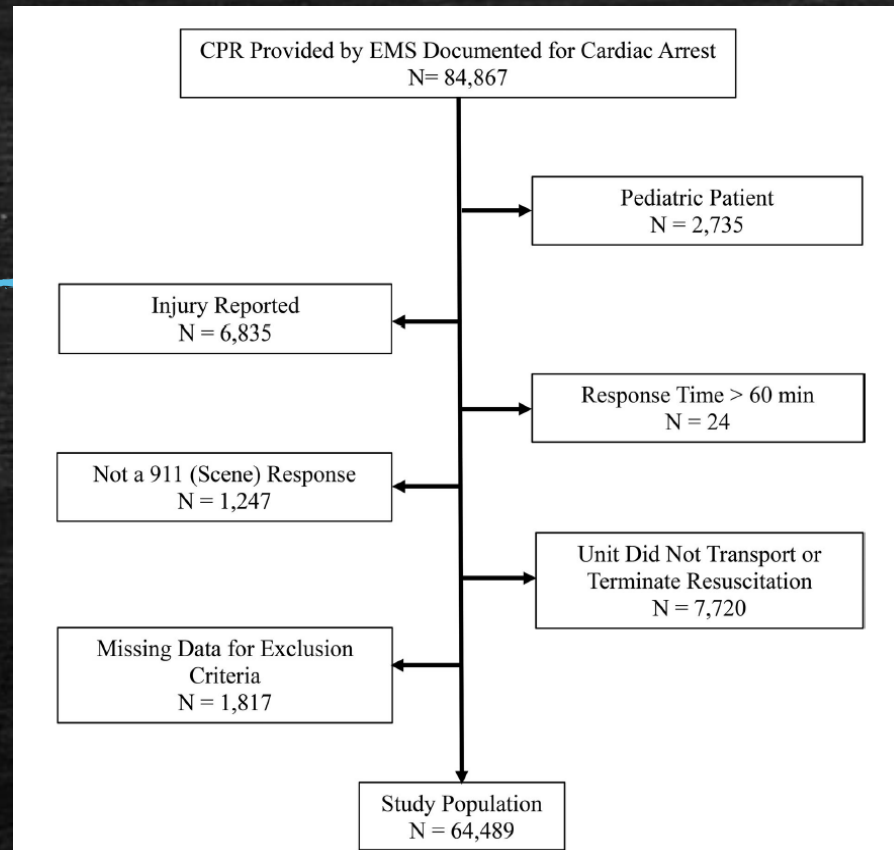 CPR Provided by EMS Documented for Cardiac Arrest
N= 84,867
Pediatric Patient
N = 2,735
Injury Reported
N = 6,835
Response Time > 60 min
N = 24
Not a 911 (Scene) Response
N = 1,247
Unit Did Not Transport or
Terminate Resuscitation
N = 7,720
Missing Data for Exclusion
Criteria
N = 1,817
Study Population
N = 64,489